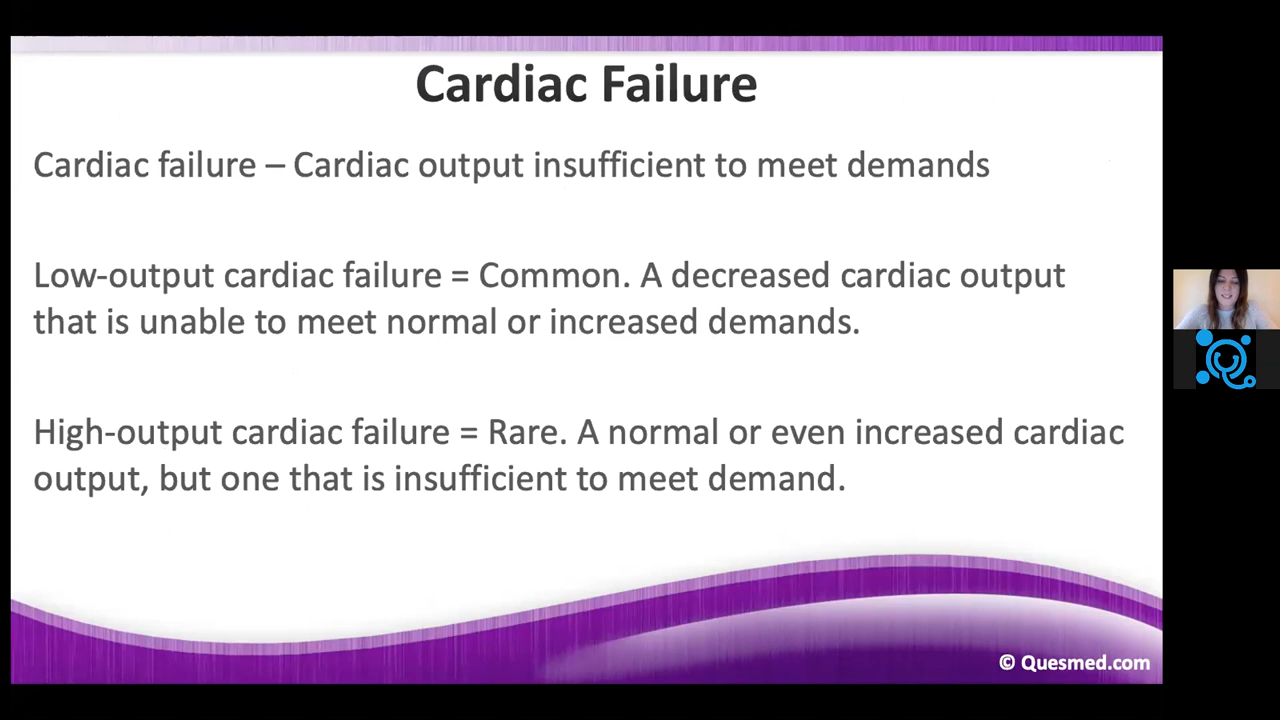 Cardiac Failure
Cardiac failure – Cardiac output insufficient to meet demands
Low-output cardiac failure = Common. A decreased cardiac output
that is unable to meet normal or increased demands.
High-output cardiac failure = Rare. A normal or even increased cardiac
output, but one that is insufficient to meet demand.
© Quesmed.com